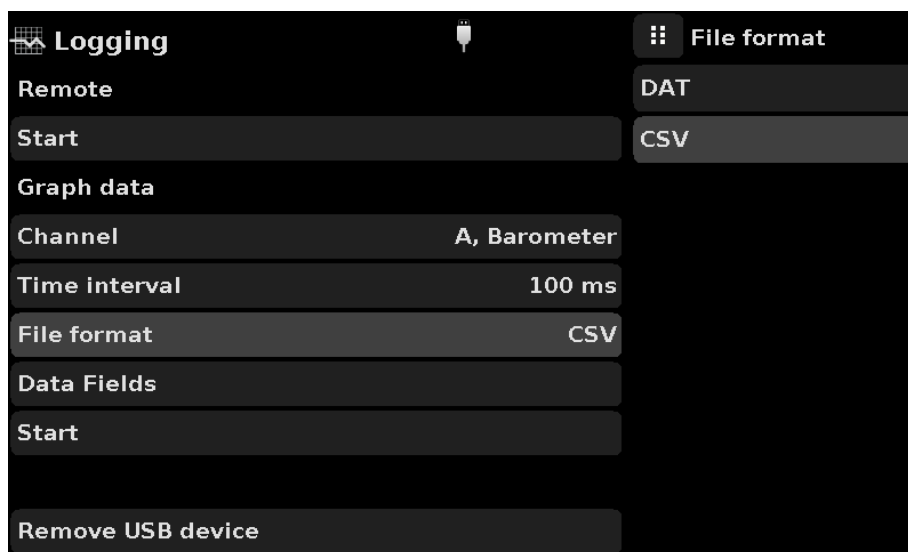 Logging
Remote
Start
Graph data
Channel A, Barometer
Time interval 100 ms
File format CSV
Data Fields
Start
Remove USB device
File format
DAT
CSV